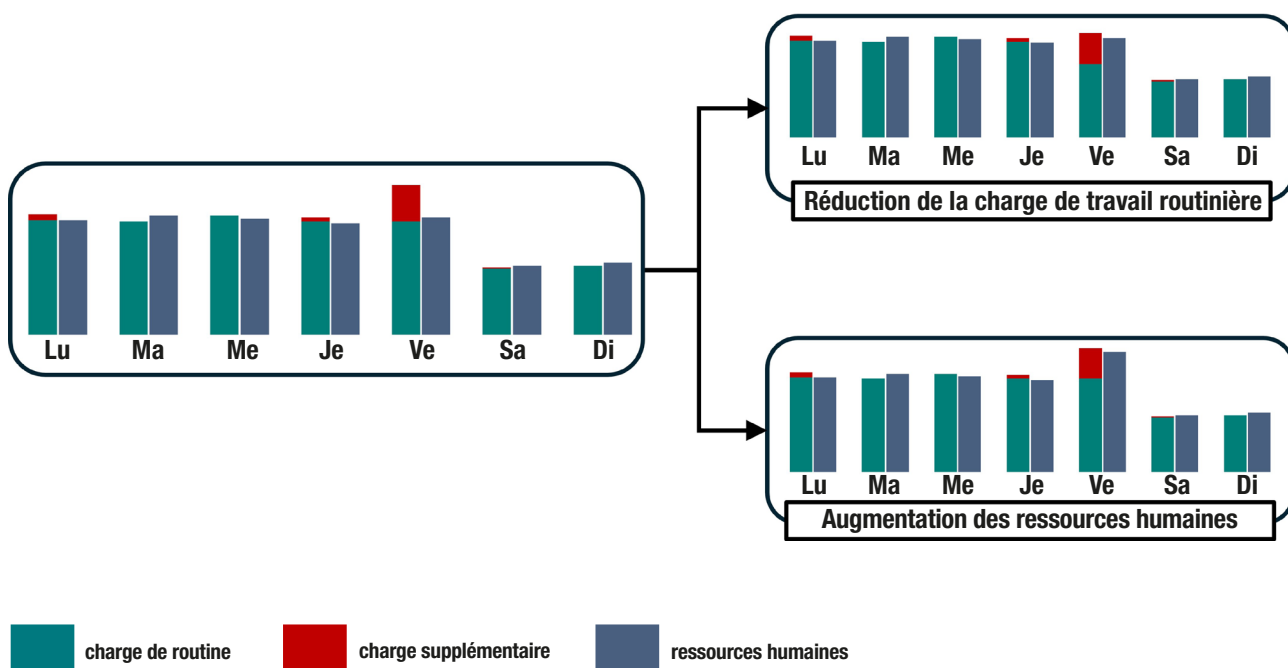 Lu Ma Me Je Ve Sa Di
Réduction de la charge de travail routinière
Lu Ma Me Je Ve Sa Di
Lu Ma Me Je Ve Sa Di
Augmentation des ressources humaines
charge de routine charge supplémentaire ressources humaines